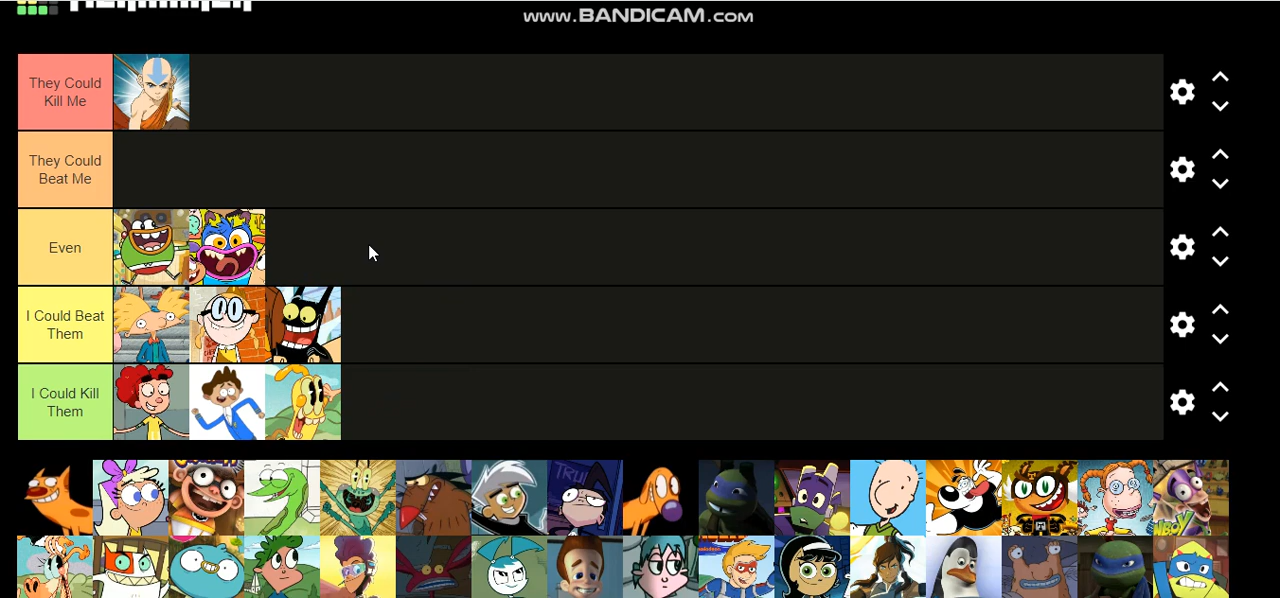 www.BANDICAM.com
They Could
Kill Me
They Could
Beat Me
Even
I Could Beat
Them
I Could Kill
Them